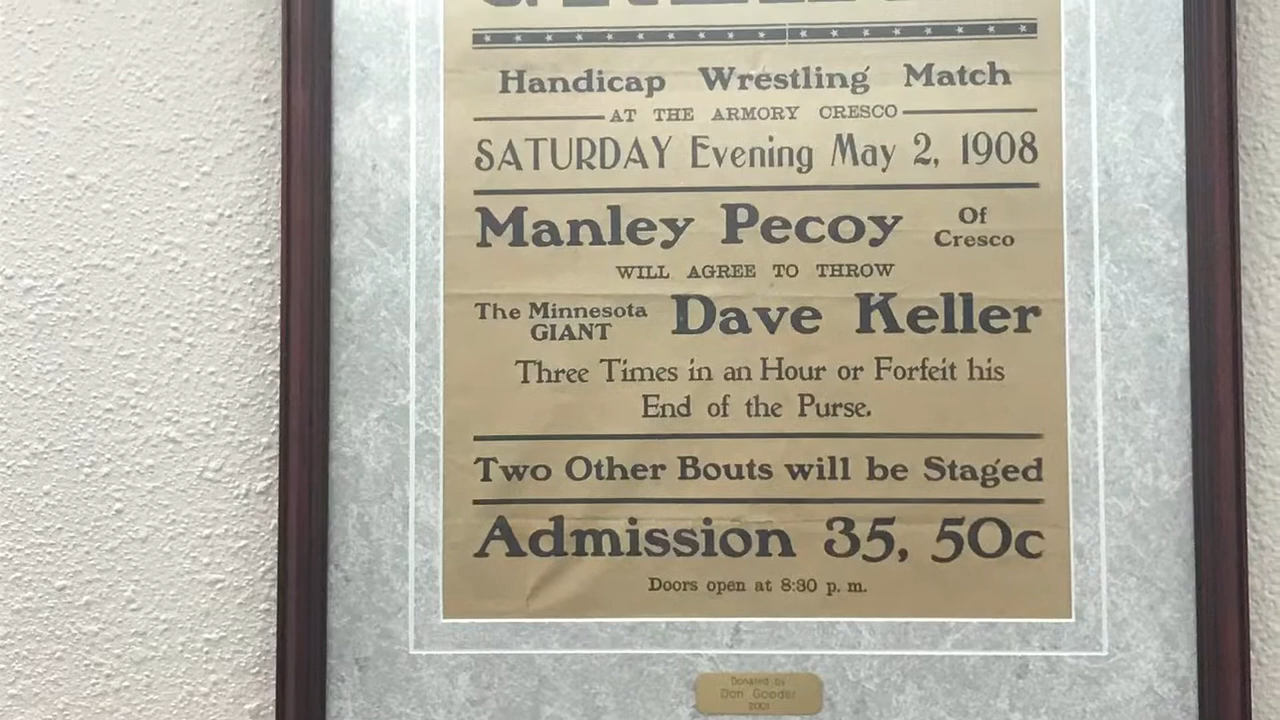 Handicap Wrestling Match
AT THE ARMORY CRESCO
SATURDAY Evening May 2, 1908
Manley Pecoy Of Cresco
WILL AGREE TO THROW
The Minnesota GIANT Dave Keller
Three Times in an Hour or Forfeit his
End of the Purse.
Two Other Bouts will be Staged
Admission 35, 50c
Doors open at 8:30 p. m.
Donated by
Don Gooder
2001